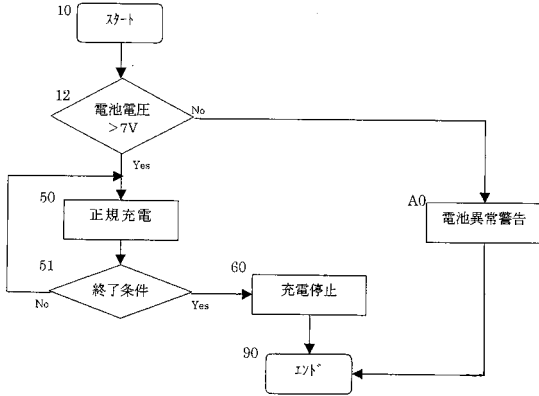 10
ｽﾀｰﾄ
12
電池電圧
>7V
No
Yes
50
正規充電
A0
電池異常警告
51
終了条件
No
Yes
60
充電停止
90
ｴﾝﾄﾞ